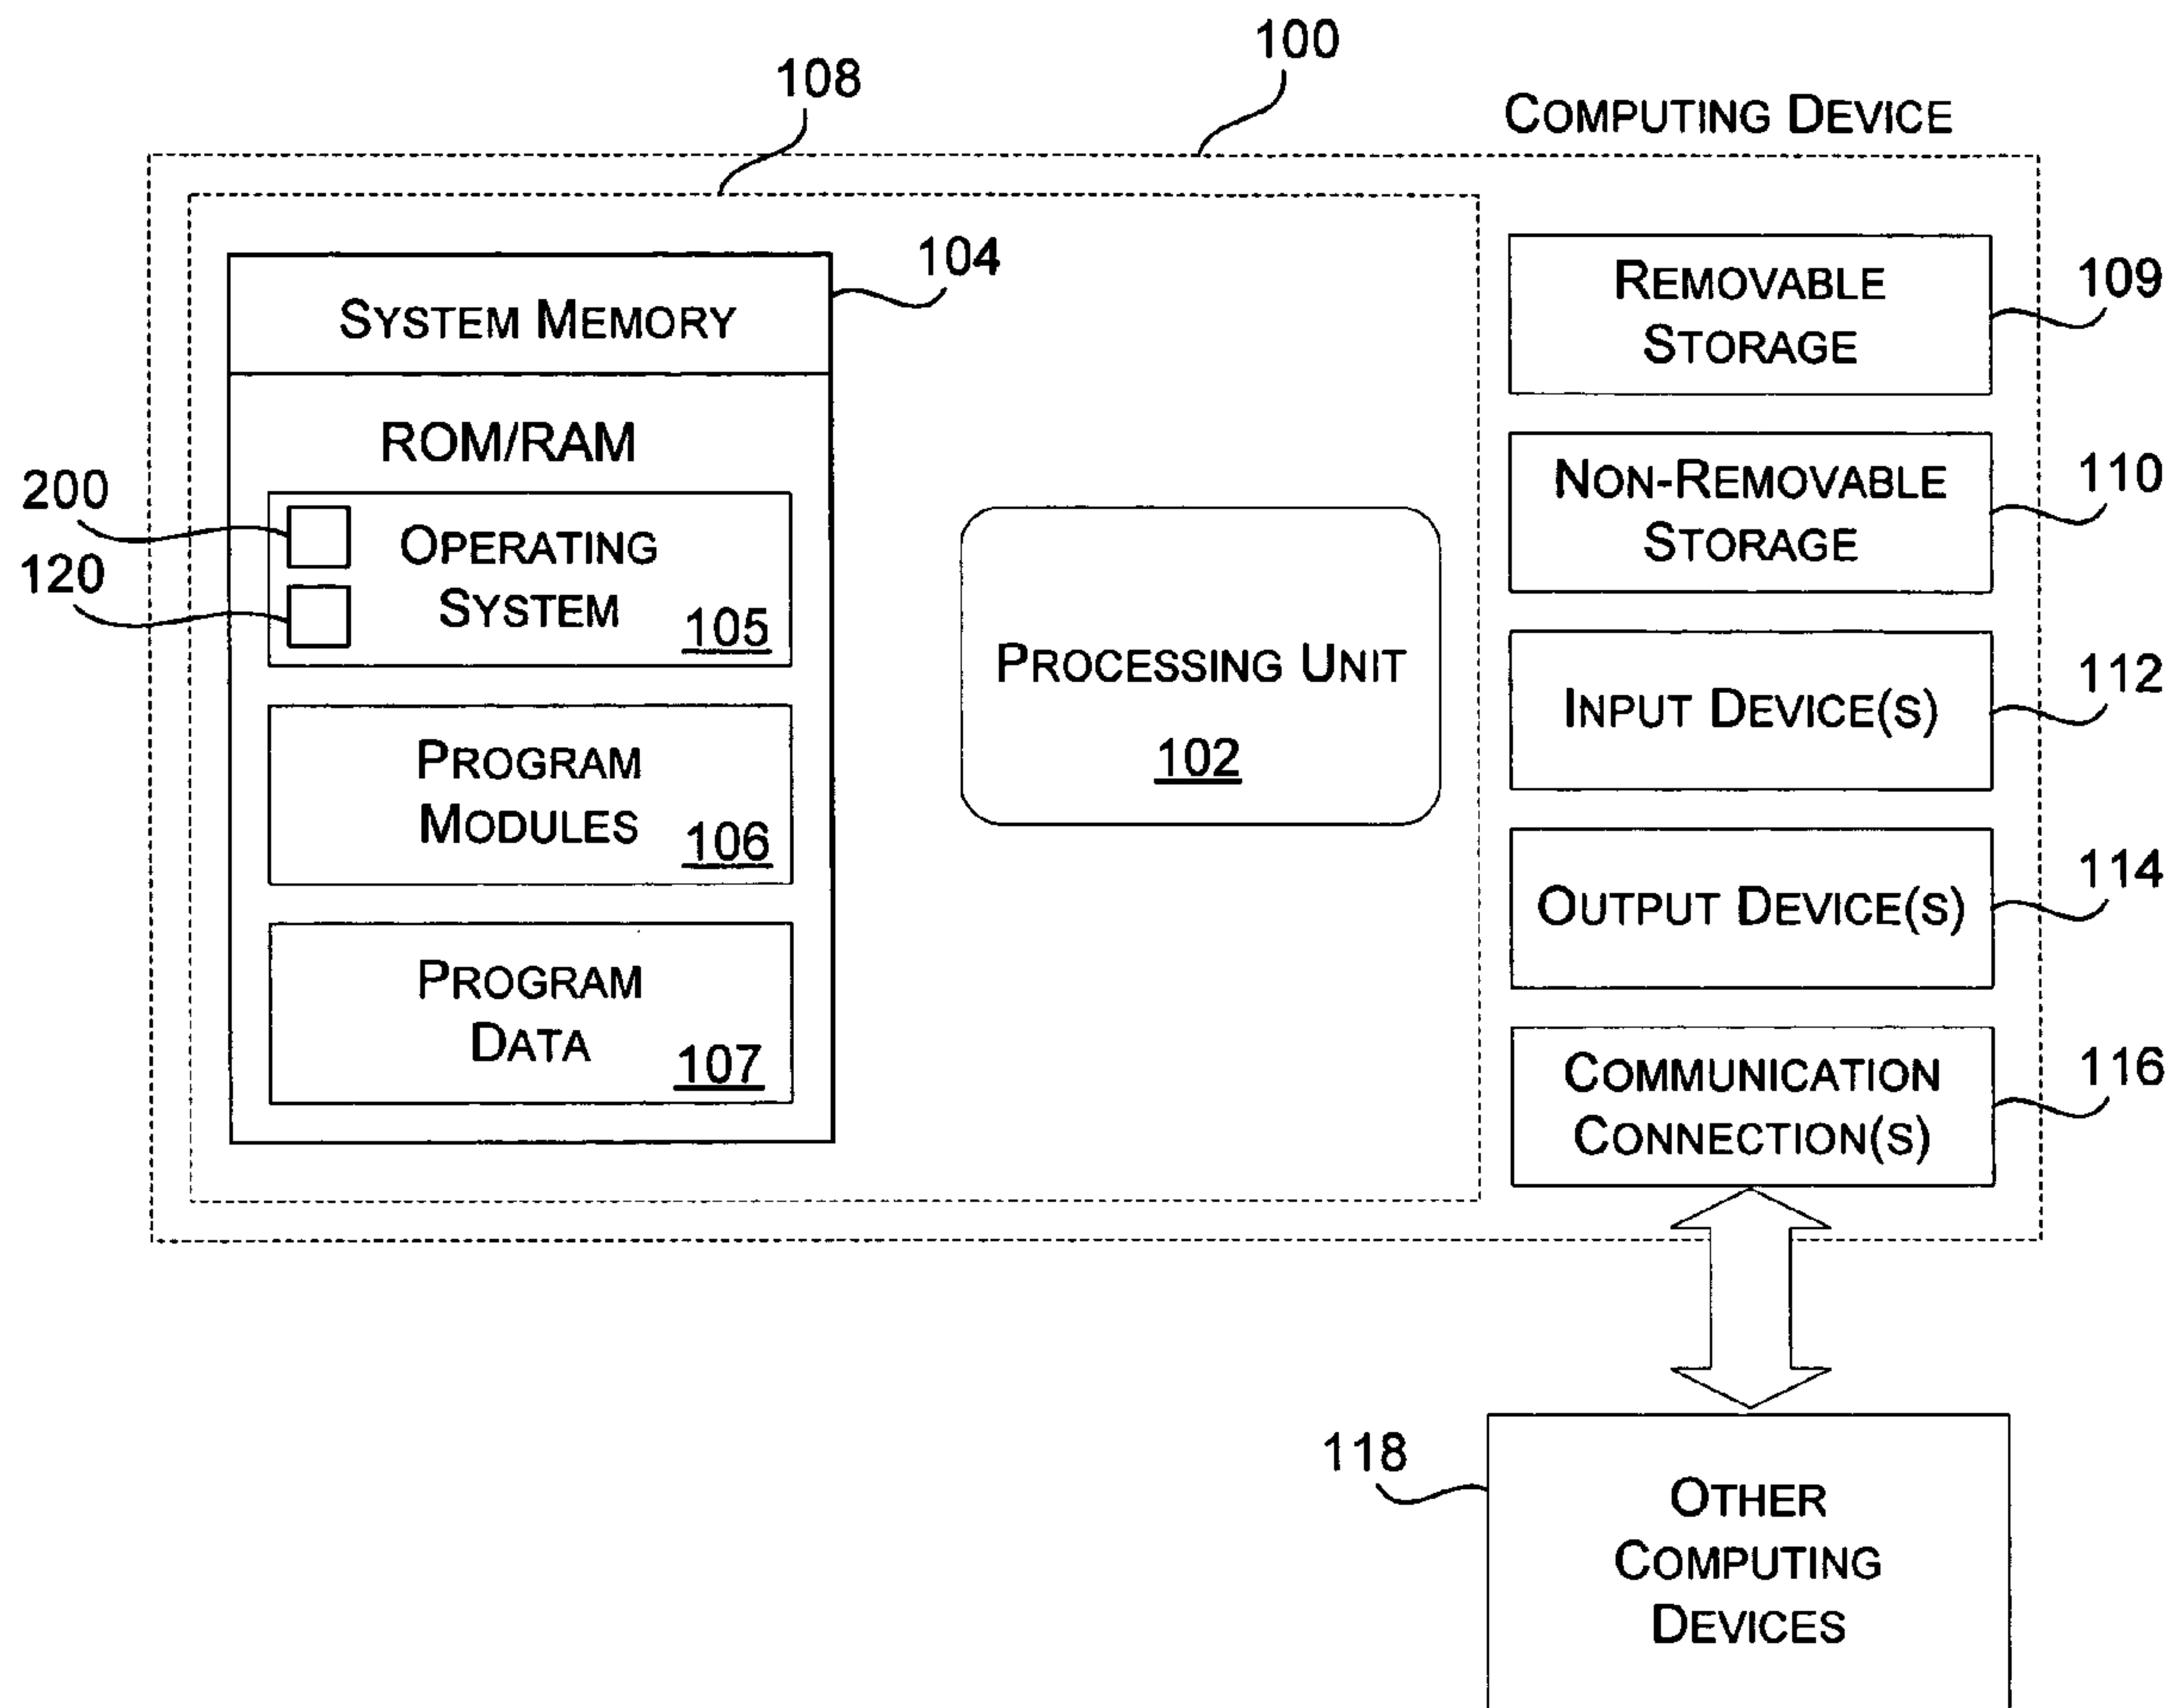 100
108
COMPUTING DEVICE
104
SYSTEM MEMORY
ROM/RAM
200
120
OPERATING
SYSTEM
105
PROGRAM
MODULES
106
PROGRAM
DATA
107
PROCESSING UNIT
102
REMOVABLE
STORAGE
109
NON-REMOVABLE
STORAGE
110
INPUT DEVICE(S)
112
OUTPUT DEVICE(S)
114
COMMUNICATION
CONNECTION(S)
116
118
OTHER
COMPUTING
DEVICES